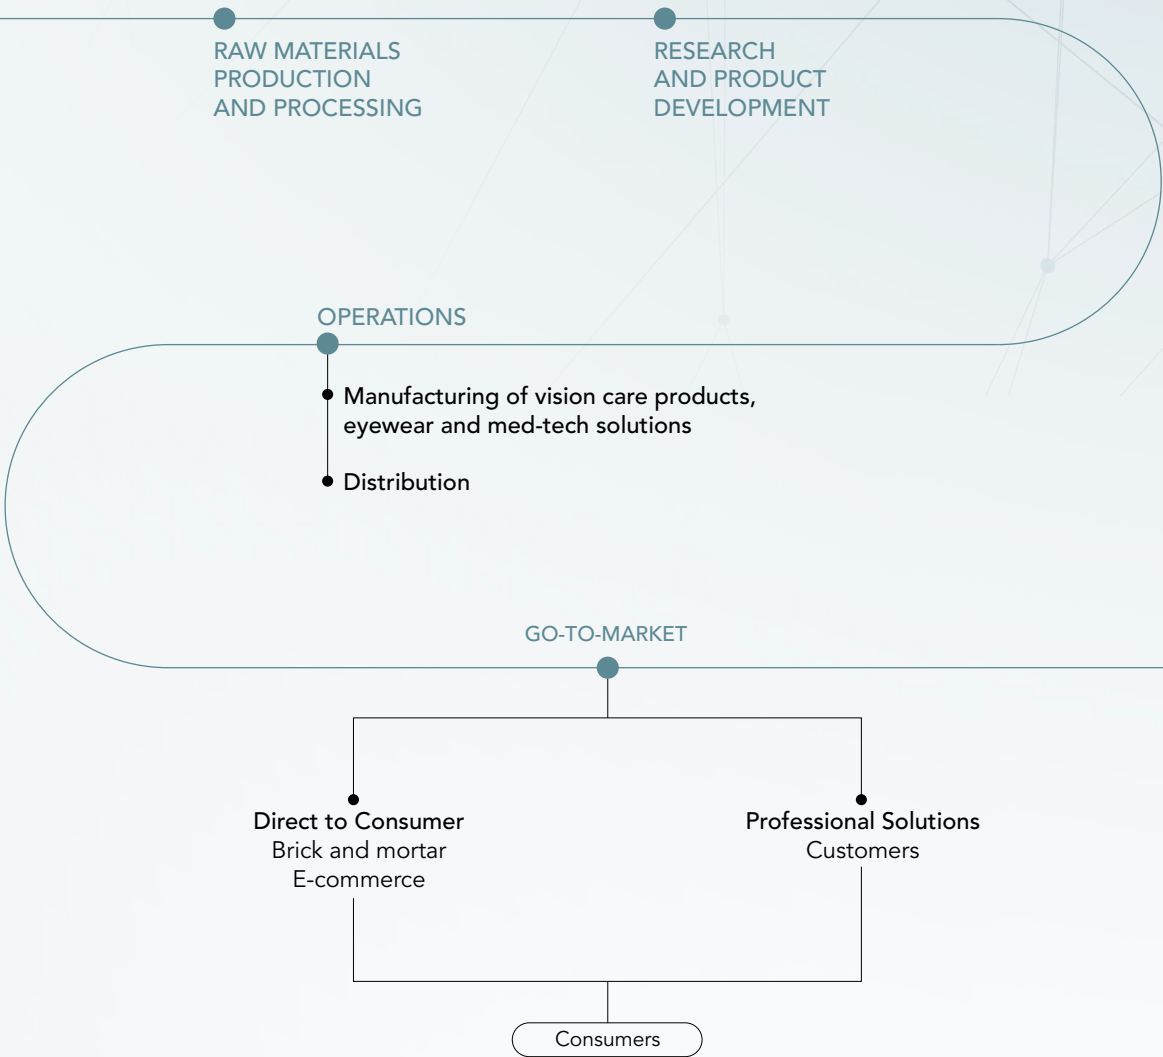 RAW MATERIALS
PRODUCTION
AND PROCESSING
RESEARCH
AND PRODUCT
DEVELOPMENT
OPERATIONS
Manufacturing of vision care products,
eyewear and med-tech solutions
Distribution
GO-TO-MARKET
Direct to Consumer
Brick and mortar
E-commerce
Professional Solutions
Customers
Consumers